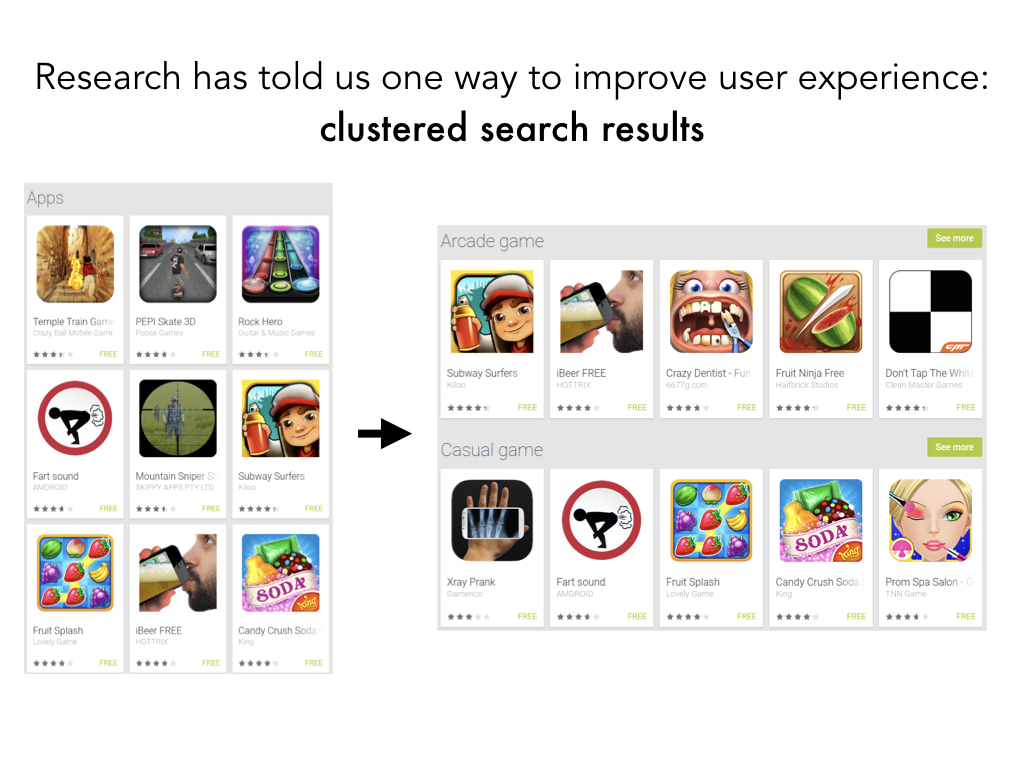 Research has told us one way to improve user experience:
clustered search results
Apps
Temple Train Game
Crazy Ball Mobile Game
FREE
PEPI Skate 3D
Foose Games
FREE
Rock Hero
Guitar & Music Games
FREE
Fart sound
AMDROID
FREE
Mountain Sniper Sh
SKIPPY APPS PTY LTD
FREE
Subway Surfers
Kiloo
FREE
Fruit Splash
Lovely Game
FREE
iBeer FREE
HOTTRIX
FREE
SODA
King
Candy Crush Soda
King
FREE
Arcade game
See more
Subway Surfers
Kiloo
FREE
iBeer FREE
HOTTRIX
FREE
Crazy Dentist - Fun
6677g.com
FREE
Fruit Ninja Free
Halfbrick Studios
FREE
Don't Tap The White
Clean Master Games
FREE
Casual game
See more
Xray Prank
Gamenco
FREE
Fart sound
AMDROID
FREE
Fruit Splash
Lovely Game
FREE
SODA
King
Candy Crush Soda
King
FREE
Prom Spa Salon - G
TNN Game
FREE